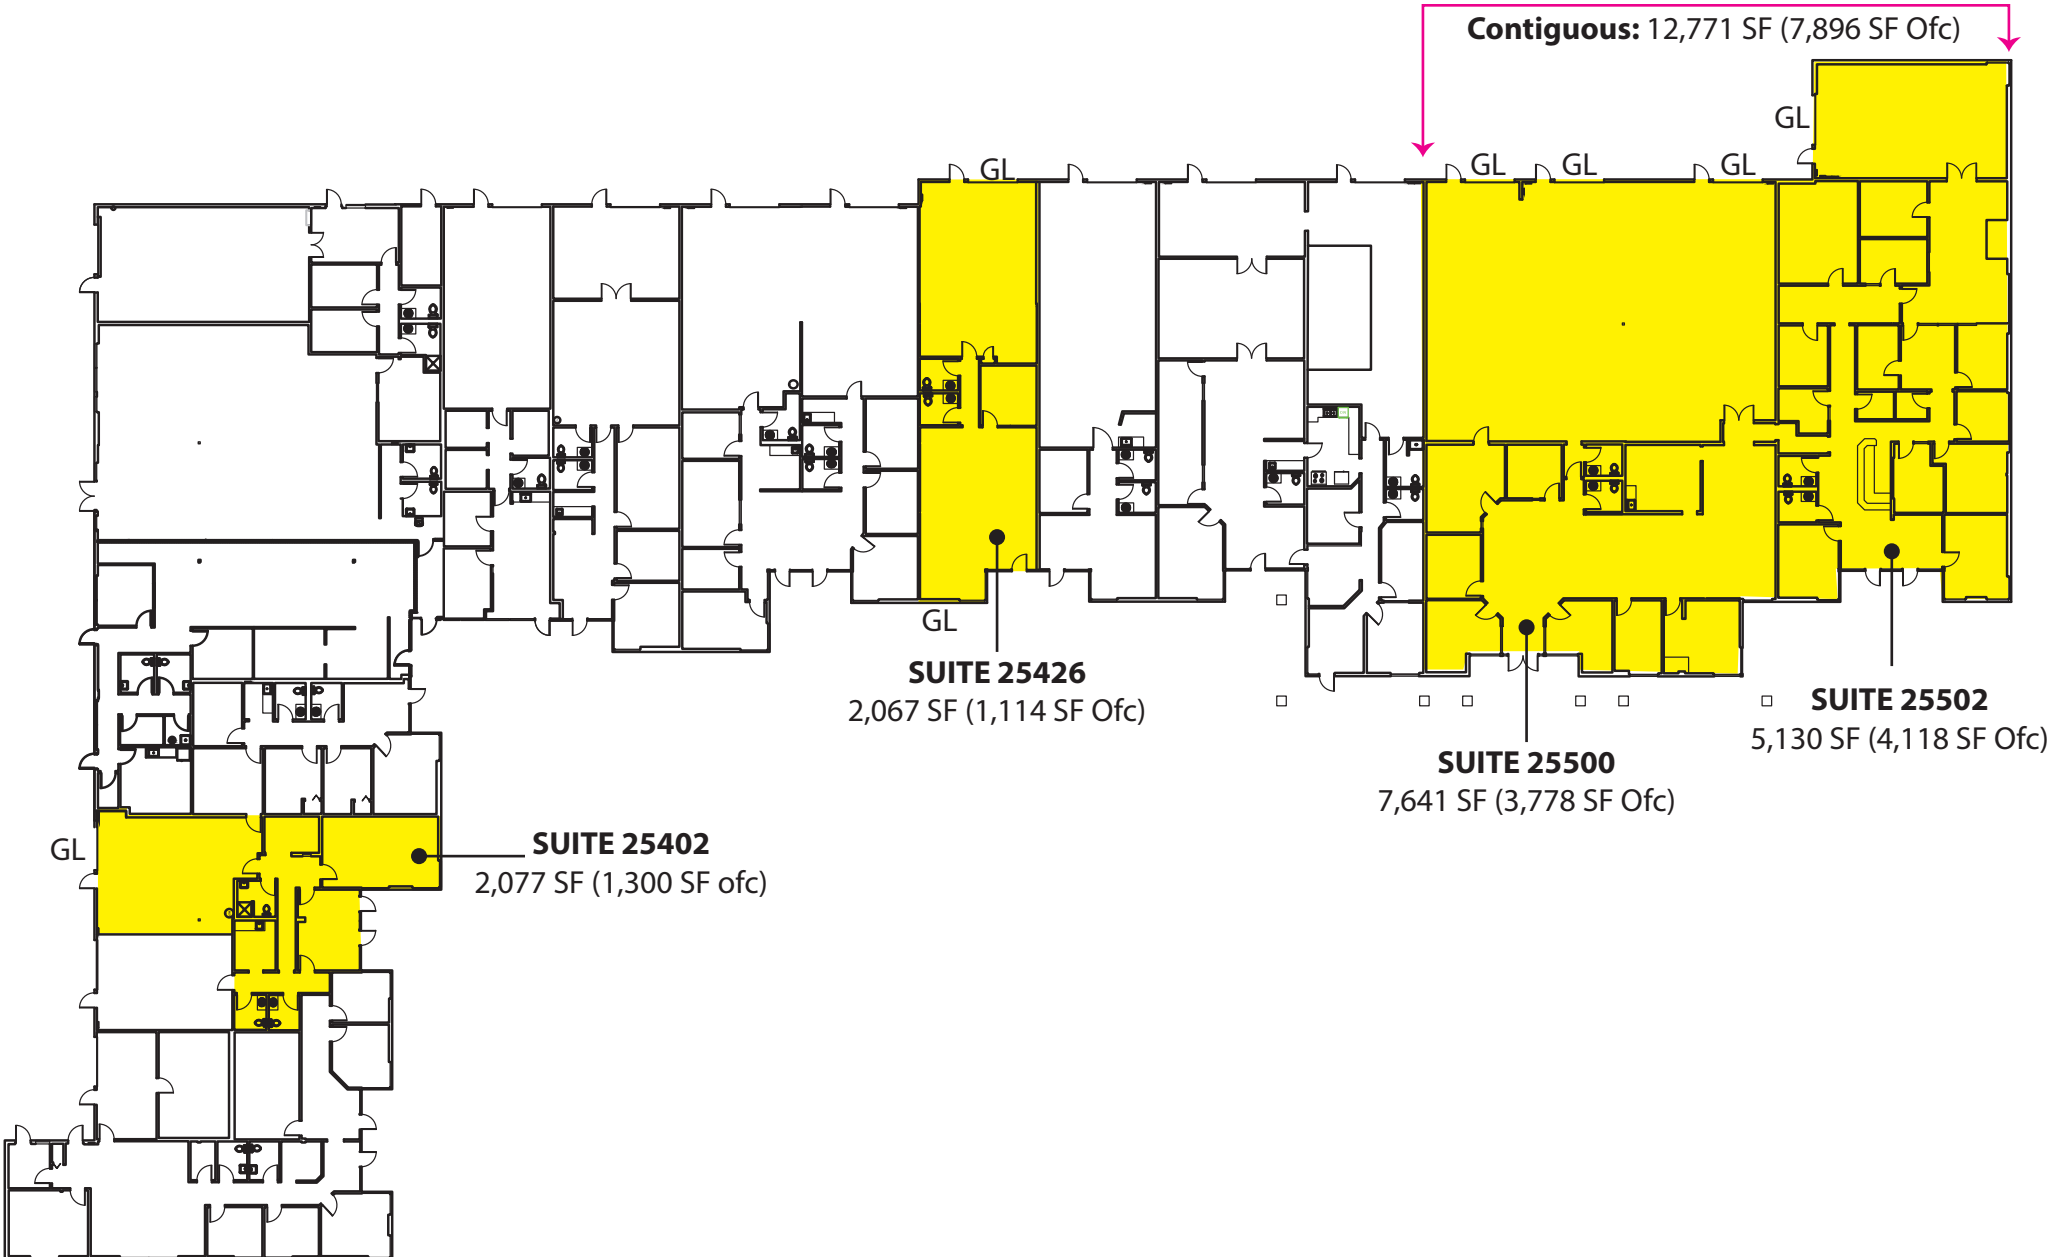 Contiguous: 12,771 SF (7,896 SF Ofc)
GL
GL
GL
GL
GL
GL
SUITE 25426
2,067 SF (1,114 SF Ofc)
SUITE 25502
5,130 SF (4,118 SF Ofc)
SUITE 25500
7,641 SF (3,778 SF Ofc)
GL
SUITE 25402
2,077 SF (1,300 SF ofc)